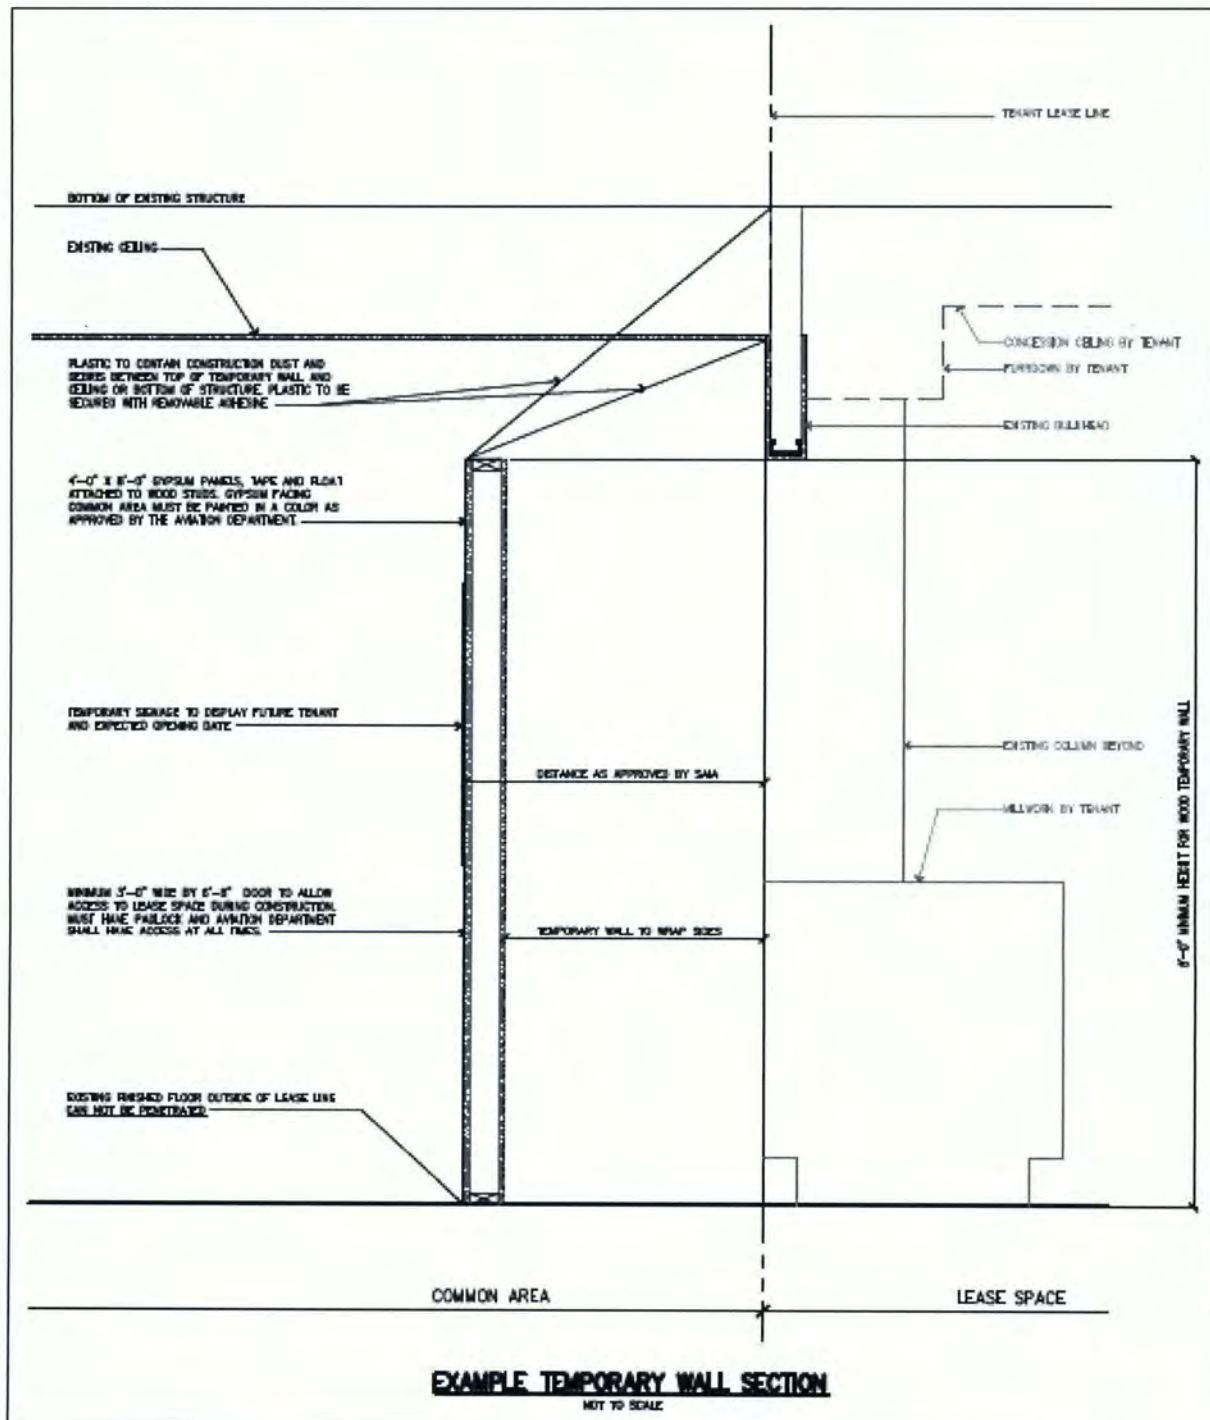 TENANT LEASE LINE
BOTTOM OF EXISTING STRUCTURE
EXISTING CEILING
CONCESSION CEILING BY TENANT
FURRDOWN BY TENANT
PLASTIC TO CONTAIN CONSTRUCTION DUST AND
DEBRIS BETWEEN TOP OF TEMPORARY WALL AND
CEILING OR BOTTOM OF STRUCTURE. PLASTIC TO BE
SECURED WITH REMOVABLE ADHESIVE
EXISTING BULKHEAD
4'-0" X 8'-0" GYPSUM PANELS, TAPE AND FLOAT
ATTACHED TO WOOD STUDS. GYPSUM FACING
COMMON AREA MUST BE PAINTED IN A COLOR AS
APPROVED BY THE AVIATION DEPARTMENT
TEMPORARY SIGNAGE TO DISPLAY FUTURE TENANT
AND EXPECTED OPENING DATE
EXISTING COLUMN BEYOND
DISTANCE AS APPROVED BY SAIA
MILLWORK BY TENANT
8'-0" MINIMUM HEIGHT FOR WOOD TEMPORARY WALL
MINIMUM 3'-0" WIDE BY 6'-8" DOOR TO ALLOW
ACCESS TO LEASE SPACE DURING CONSTRUCTION.
MUST HAVE PADLOCK AND AVIATION DEPARTMENT
SHALL HAVE ACCESS AT ALL TIMES.
TEMPORARY WALL TO WRAP SIDES
EXISTING FINISHED FLOOR OUTSIDE OF LEASE LINE
CAN NOT BE PENETRATED
COMMON AREA
LEASE SPACE
EXAMPLE TEMPORARY WALL SECTION
NOT TO SCALE